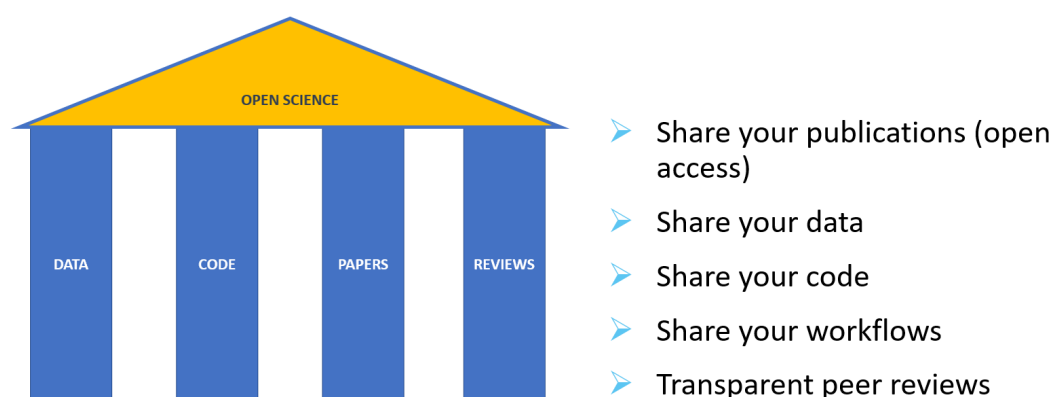 OPEN SCIENCE
DATA
CODE
PAPERS
REVIEWS
Share your publications (open
access)
Share your data
Share your code
Share your workflows
Transparent peer reviews